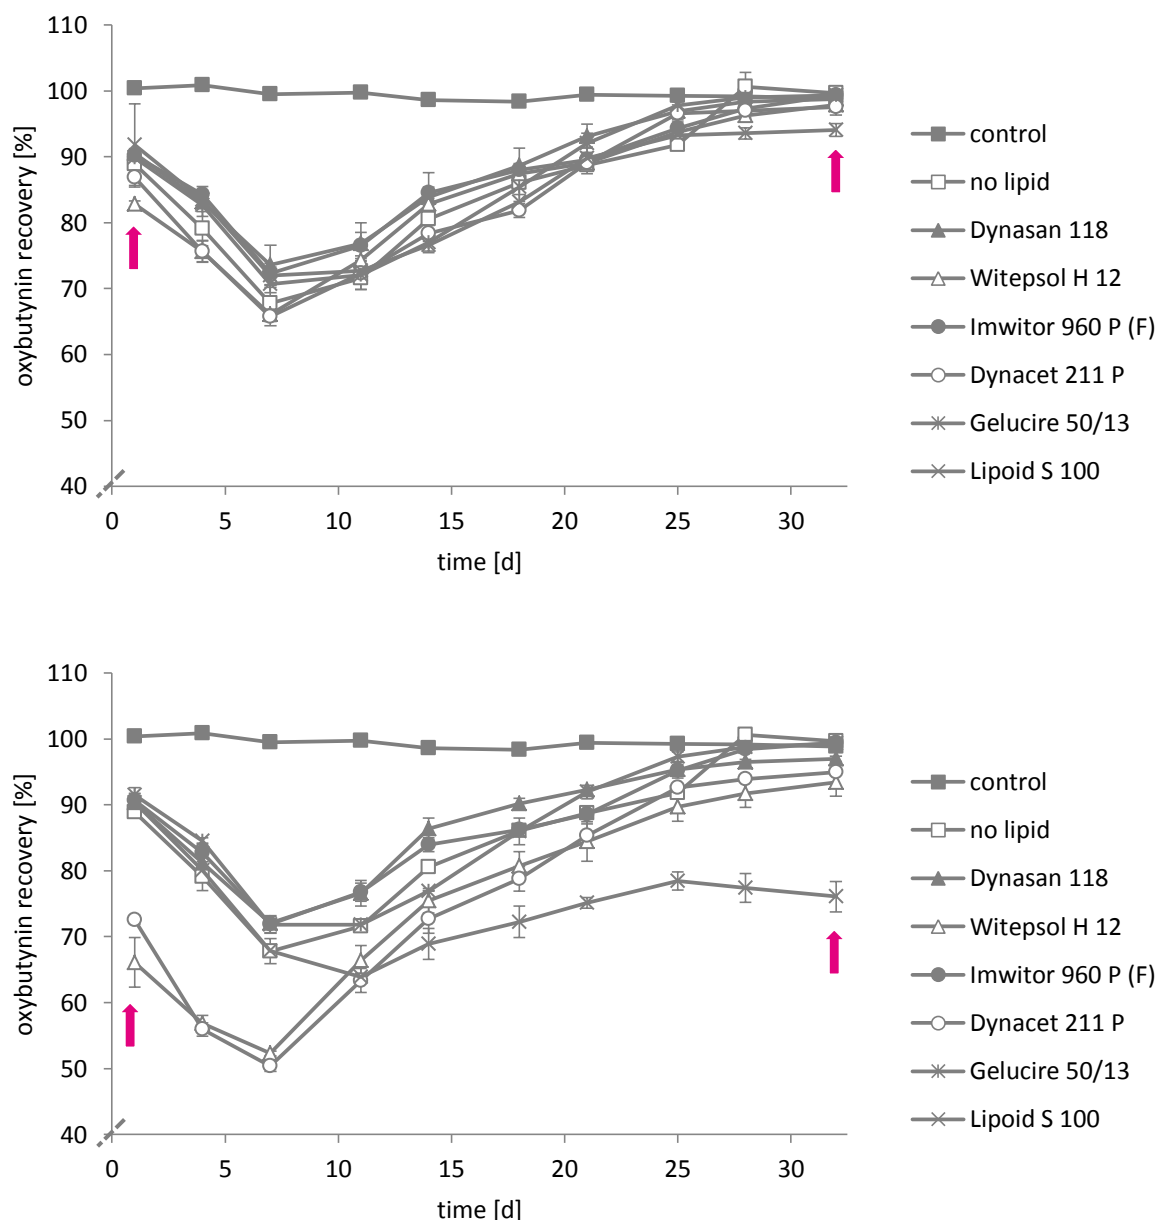 110
100
90
80
70
60
50
40
oxybutynin recovery [%]
0 5 10 15 20 25 30
time [d]
control
no lipid
Dynasan 118
Witepsol H 12
Imwitor 960 P (F)
Dynacet 211 P
Gelucire 50/13
Lipoid S 100
110
100
90
80
70
60
50
40
oxybutynin recovery [%]
0 5 10 15 20 25 30
time [d]
control
no lipid
Dynasan 118
Witepsol H 12
Imwitor 960 P (F)
Dynacet 211 P
Gelucire 50/13
Lipoid S 100